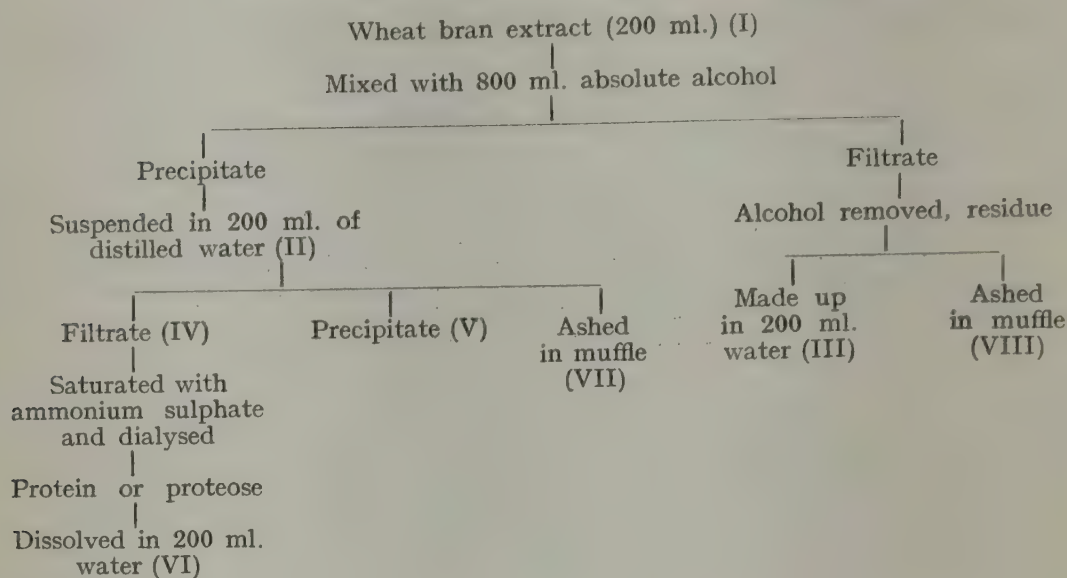 Wheat bran extract (200 ml.) (I)
Mixed with 800 ml. absolute alcohol
Precipitate
Suspended in 200 ml. of
distilled water (II)
Filtrate (IV)
Saturated with
ammonium sulphate
and dialysed
Protein or proteose
Dissolved in 200 ml.
water (VI)
Precipitate (V)
Ashed
in muffle
(VII)
Filtrate
Alcohol removed, residue
Made up
in 200 ml.
water (III)
Ashed
in muffle
(VIII)